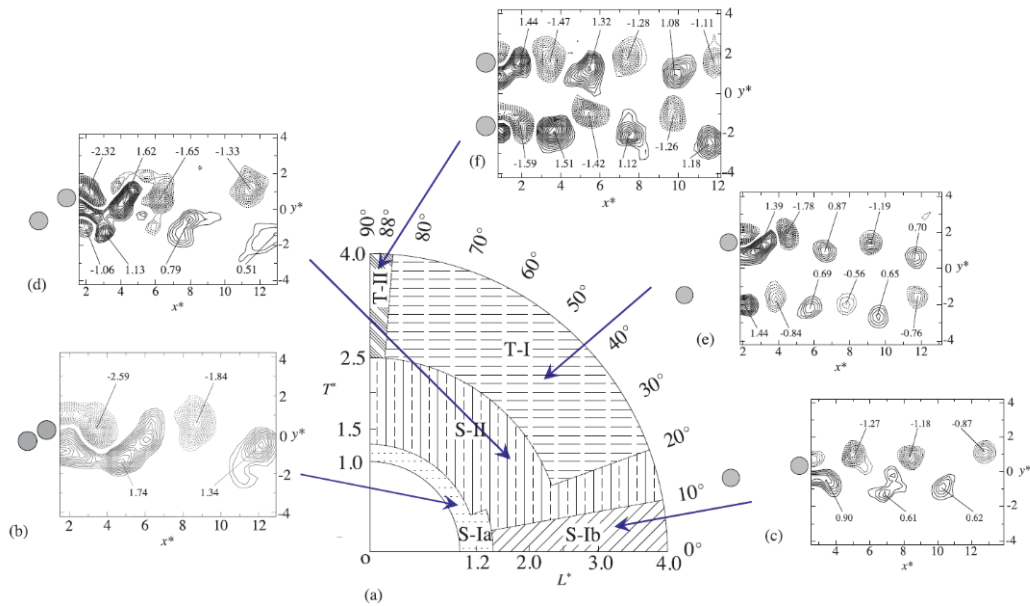 1.44 -1.47 1.32 -1.28 1.08 -1.11
4
2
0 y*
-2
-4
-1.59 1.51 -1.42 1.12 -1.26 1.18
2 4 6 8 10 12
x*
(f)
-2.32 1.62 -1.65 -1.33
4
2
0 y*
-2
-4
-1.06 1.13 0.79 0.51
2 4 6 8 10 12
x*
(d)
1.39 -1.78 0.87 -1.19 0.70
4
2
0 y*
-2
-4
1.44 -0.84 0.69 -0.56 0.65 -0.76
2 4 6 8 10 12
x*
(e)
-2.59 -1.84
4
2
0 y*
-2
-4
1.74 1.34
2 4 6 8 10 12
x*
(b)
-1.27 -1.18 -0.87
4
2
0 y*
-2
-4
0.90 0.61 0.62
4 6 8 10 12
x*
(c)
90° 88° 80° 70° 60° 50° 40° 30° 20° 10° 0°
4.0
2.5
T*
1.5
1.0
o 1.2 2.0 3.0 4.0
L*
T-II
T-I
S-II
S-Ia
S-Ib
(a)